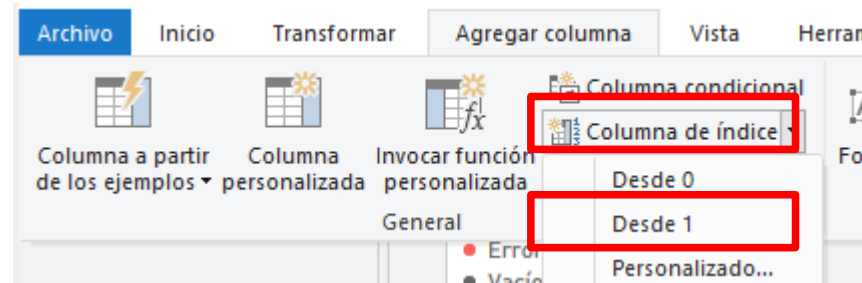 Archivo Inicio Transformar Agregar columna Vista
Columna condicional
Columna de índice
Columna a partir de los ejemplos
Columna personalizada
Invocar función personalizada
Desde 0
General
Desde 1
Error
Personalizado...
Vacío